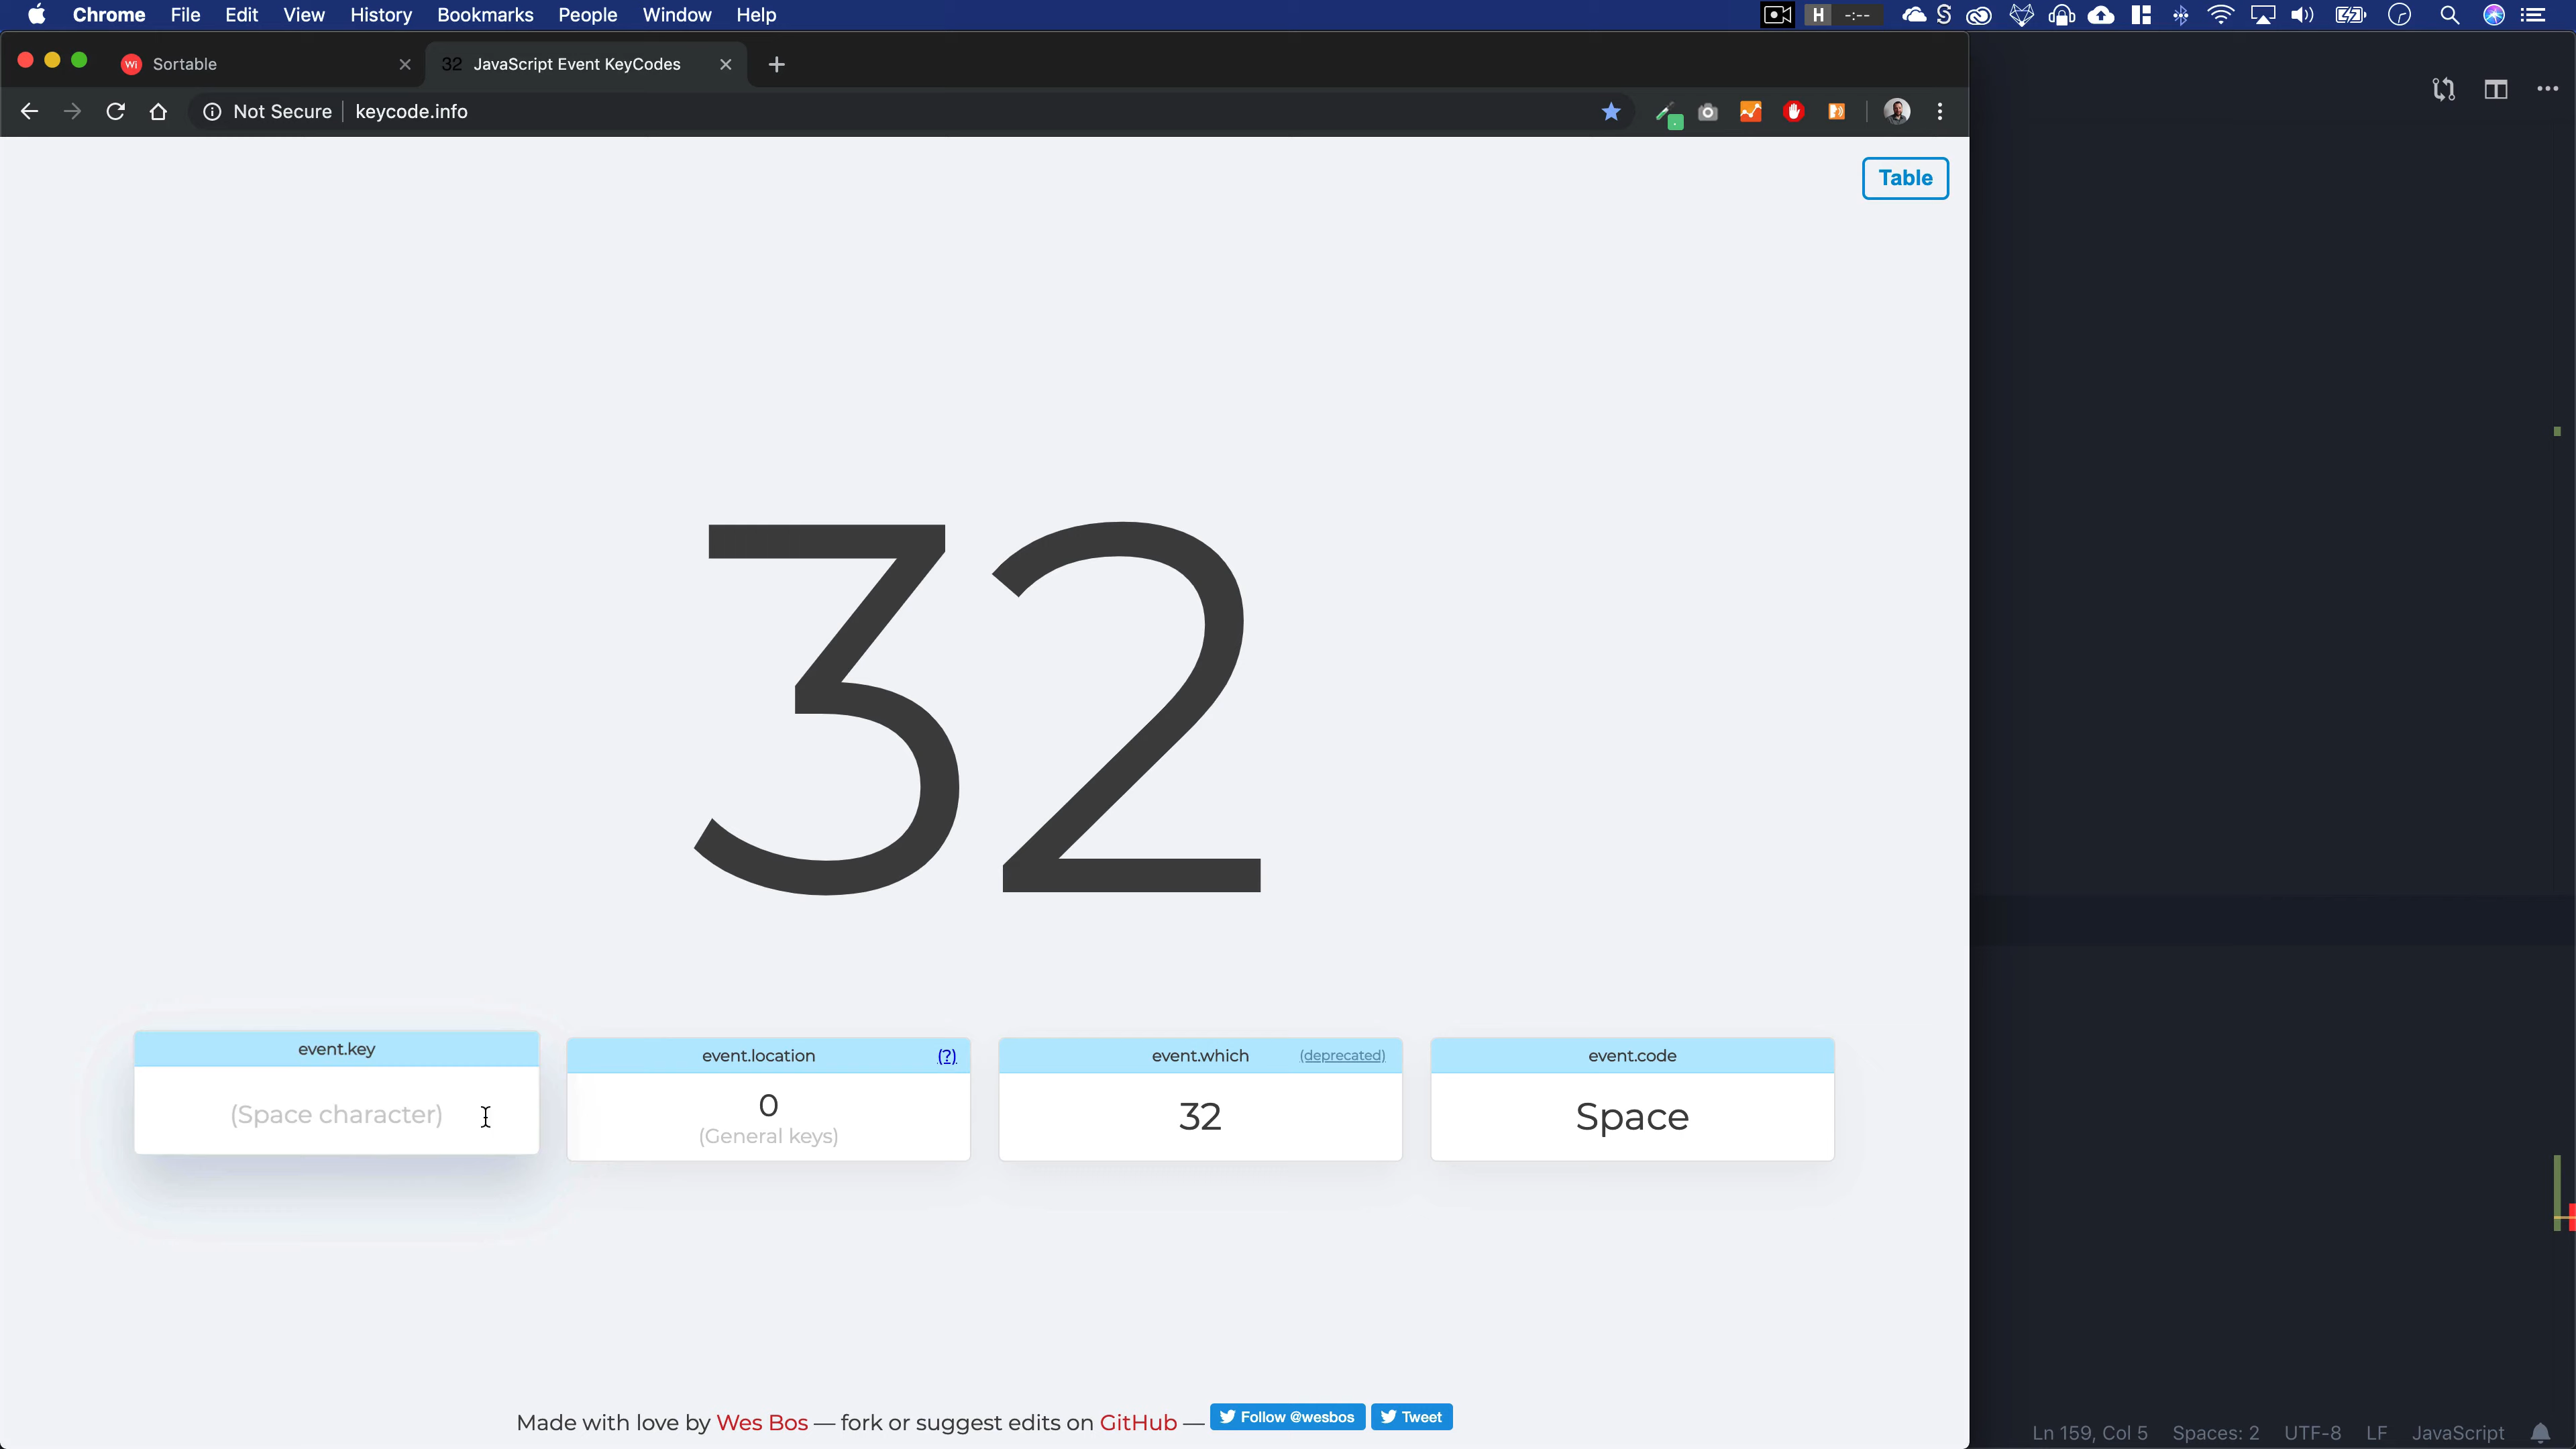 Chrome File Edit View History Bookmarks People Window Help H -:--
Wi Sortable 32 JavaScript Event KeyCodes
Not Secure keycode.info
Table
32
event.key
(Space character)
event.location (?)
0
(General keys)
event.which (deprecated)
32
event.code
Space
Made with love by Wes Bos — fork or suggest edits on GitHub — Follow @wesbos Tweet
Ln 159, Col 5 Spaces: 2 UTF-8 LF JavaScript